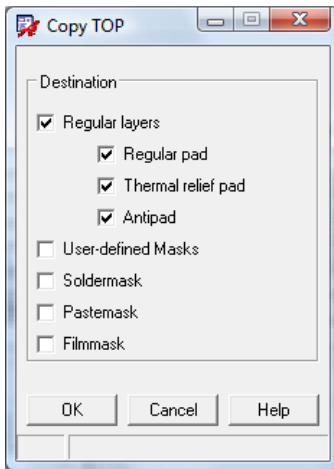 Copy TOP
Destination
Regular layers
Regular pad
Thermal relief pad
Antipad
User-defined Masks
Soldermask
Pastemask
Filmmask
OK Cancel Help